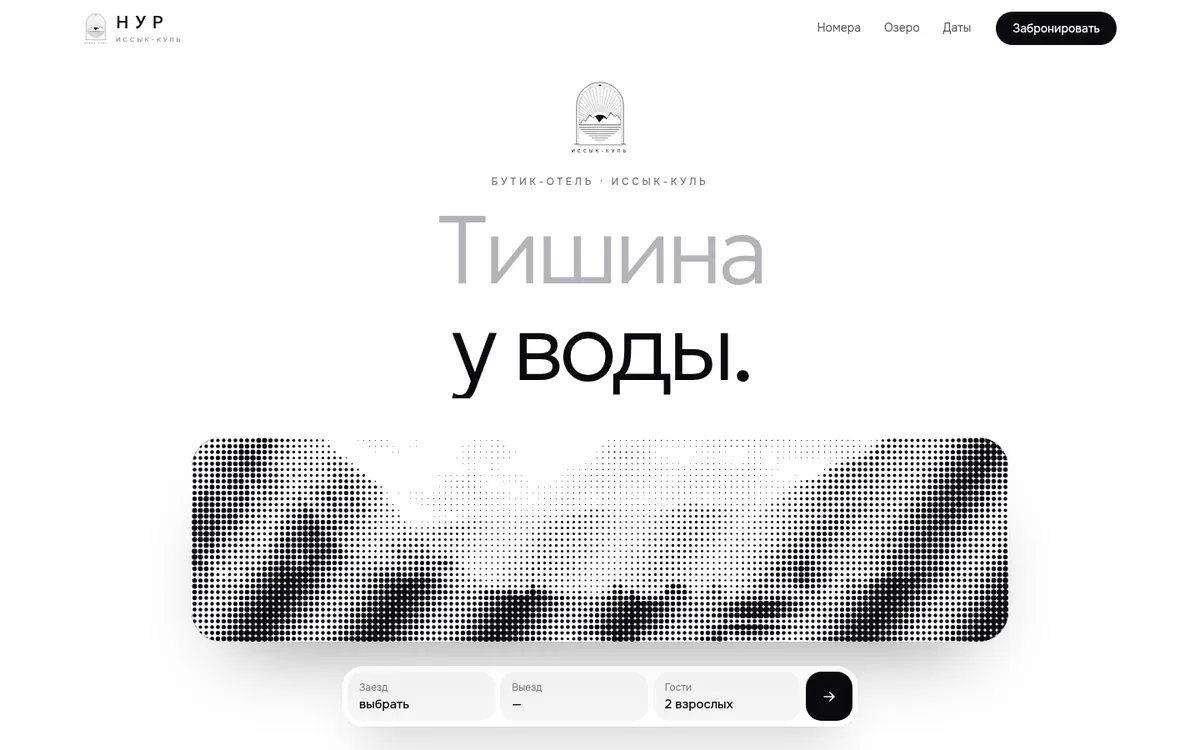 НУР
ИССЫК-КУЛЬ
Номера
Озеро
Даты
Забронировать
ИССЫК-КУЛЬ
БУТИК-ОТЕЛЬ · ИССЫК-КУЛЬ
Тишина
у воды.
Заезд
выбрать
Выезд
—
Гости
2 взрослых
→